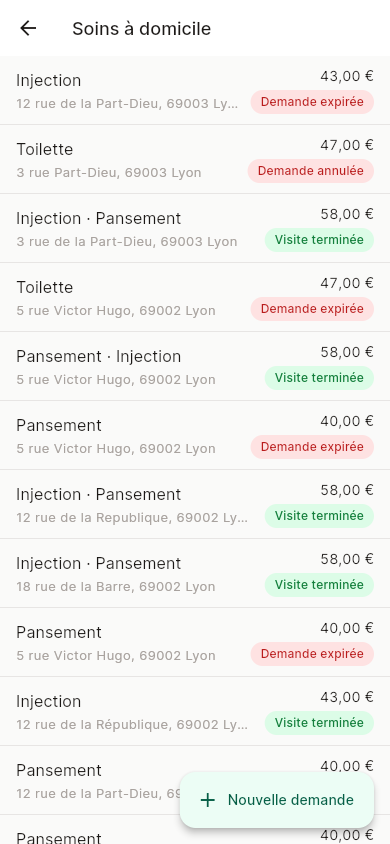 Soins à domicile
Injection
43,00 €
12 rue de la Part-Dieu, 69003 Ly...
Demande expirée
Toilette
47,00 €
3 rue Part-Dieu, 69003 Lyon
Demande annulée
Injection · Pansement
58,00 €
3 rue de la Part-Dieu, 69003 Lyon
Visite terminée
Toilette
47,00 €
5 rue Victor Hugo, 69002 Lyon
Demande expirée
Pansement · Injection
58,00 €
5 rue Victor Hugo, 69002 Lyon
Visite terminée
Pansement
40,00 €
5 rue Victor Hugo, 69002 Lyon
Demande expirée
Injection · Pansement
58,00 €
12 rue de la Republique, 69002 Ly...
Visite terminée
Injection · Pansement
58,00 €
18 rue de la Barre, 69002 Lyon
Visite terminée
Pansement
40,00 €
5 rue Victor Hugo, 69002 Lyon
Demande expirée
Injection
43,00 €
12 rue de la République, 69002 Ly...
Visite terminée
Pansement
40,00 €
12 rue de la Part-Dieu, 69
Nouvelle demande
Pansement
40,00 €